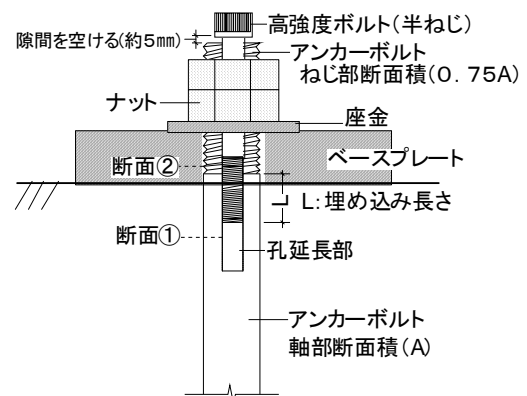 高強度ボルト(半ねじ)
隙間を空ける(約5mm)
アンカーボルト
ねじ部断面積(0.75A)
ナット
座金
断面②
ベースプレート
L
L:埋め込み長さ
断面①
孔延長部
アンカーボルト
軸部断面積(A)